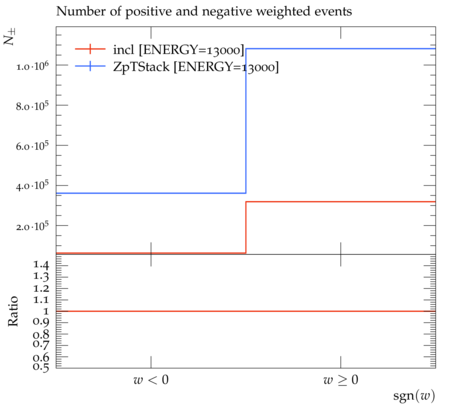 Number of positive and negative weighted events
N±
incl [ENERGY=13000]
ZpTStack [ENERGY=13000]
1.0·10⁶
8.0·10⁵
6.0·10⁵
4.0·10⁵
2.0·10⁵
Ratio
1.4
1.3
1.2
1.1
1
0.9
0.8
0.7
0.6
0.5
w < 0
w ≥ 0
sgn(w)